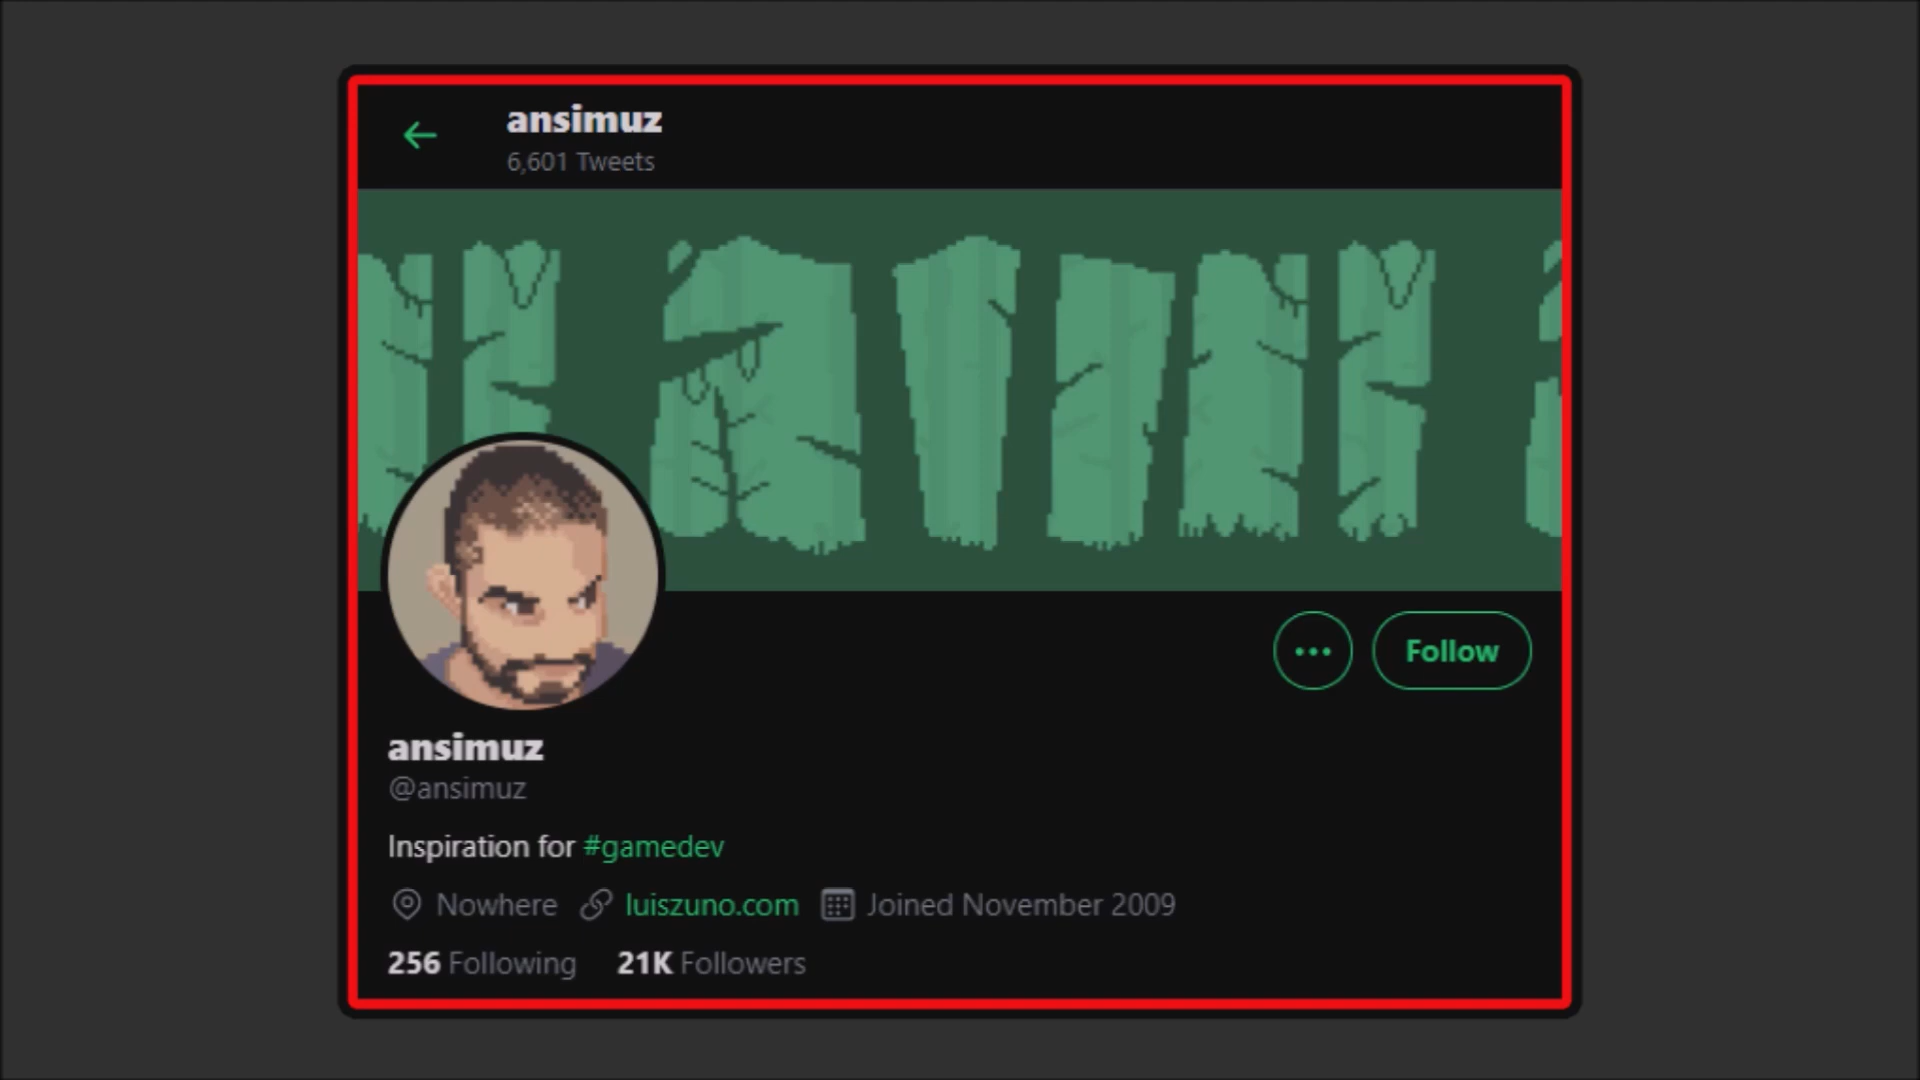 ansimuz
6,601 Tweets
Follow
ansimuz
@ansimuz
Inspiration for #gamedev
Nowhere luiszuno.com Joined November 2009
256 Following 21K Followers